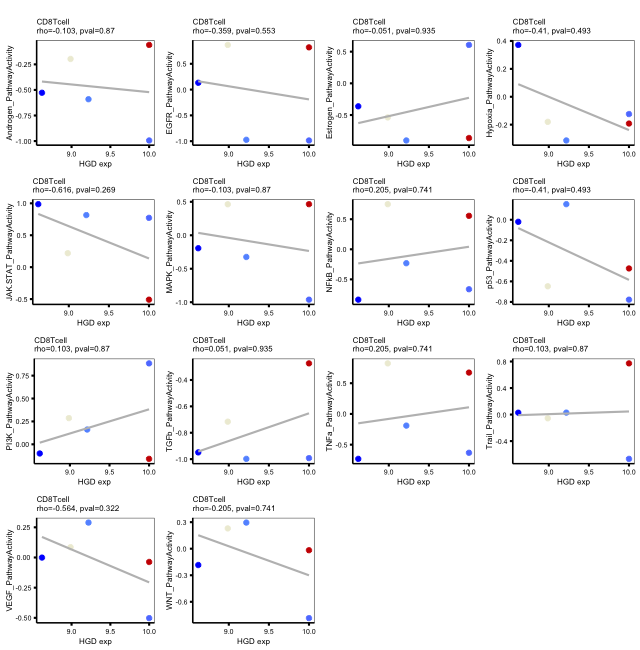 CD8Tcell
rho=-0.103, pval=0.87
Androgen_PathwayActivity
-0.25
-0.50
-0.75
-1.00
9.0 9.5 10.0
HGD exp
CD8Tcell
rho=-0.359, pval=0.553
EGFR_PathwayActivity
0.5
0.0
-0.5
-1.0
9.0 9.5 10.0
HGD exp
CD8Tcell
rho=-0.051, pval=0.935
Estrogen_PathwayActivity
0.5
0.0
-0.5
9.0 9.5 10.0
HGD exp
CD8Tcell
rho=-0.41, pval=0.493
Hypoxia_PathwayActivity
0.4
0.2
0.0
-0.2
9.0 9.5 10.0
HGD exp
CD8Tcell
rho=-0.616, pval=0.269
JAK.STAT_PathwayActivity
1.0
0.5
0.0
-0.5
9.0 9.5 10.0
HGD exp
CD8Tcell
rho=-0.103, pval=0.87
MAPK_PathwayActivity
0.5
0.0
-0.5
-1.0
9.0 9.5 10.0
HGD exp
CD8Tcell
rho=0.205, pval=0.741
NFkB_PathwayActivity
0.5
0.0
-0.5
9.0 9.5 10.0
HGD exp
CD8Tcell
rho=-0.41, pval=0.493
p53_PathwayActivity
0.0
-0.2
-0.4
-0.6
-0.8
9.0 9.5 10.0
HGD exp
CD8Tcell
rho=0.103, pval=0.87
PI3K_PathwayActivity
0.75
0.50
0.25
0.00
9.0 9.5 10.0
HGD exp
CD8Tcell
rho=0.051, pval=0.935
TGFb_PathwayActivity
-0.4
-0.6
-0.8
-1.0
9.0 9.5 10.0
HGD exp
CD8Tcell
rho=0.205, pval=0.741
TNFa_PathwayActivity
0.5
0.0
-0.5
9.0 9.5 10.0
HGD exp
CD8Tcell
rho=0.103, pval=0.87
Trail_PathwayActivity
0.8
0.4
0.0
-0.4
9.0 9.5 10.0
HGD exp
CD8Tcell
rho=-0.564, pval=0.322
VEGF_PathwayActivity
0.25
0.00
-0.25
-0.50
9.0 9.5 10.0
HGD exp
CD8Tcell
rho=-0.205, pval=0.741
WNT_PathwayActivity
0.3
0.0
-0.3
-0.6
9.0 9.5 10.0
HGD exp